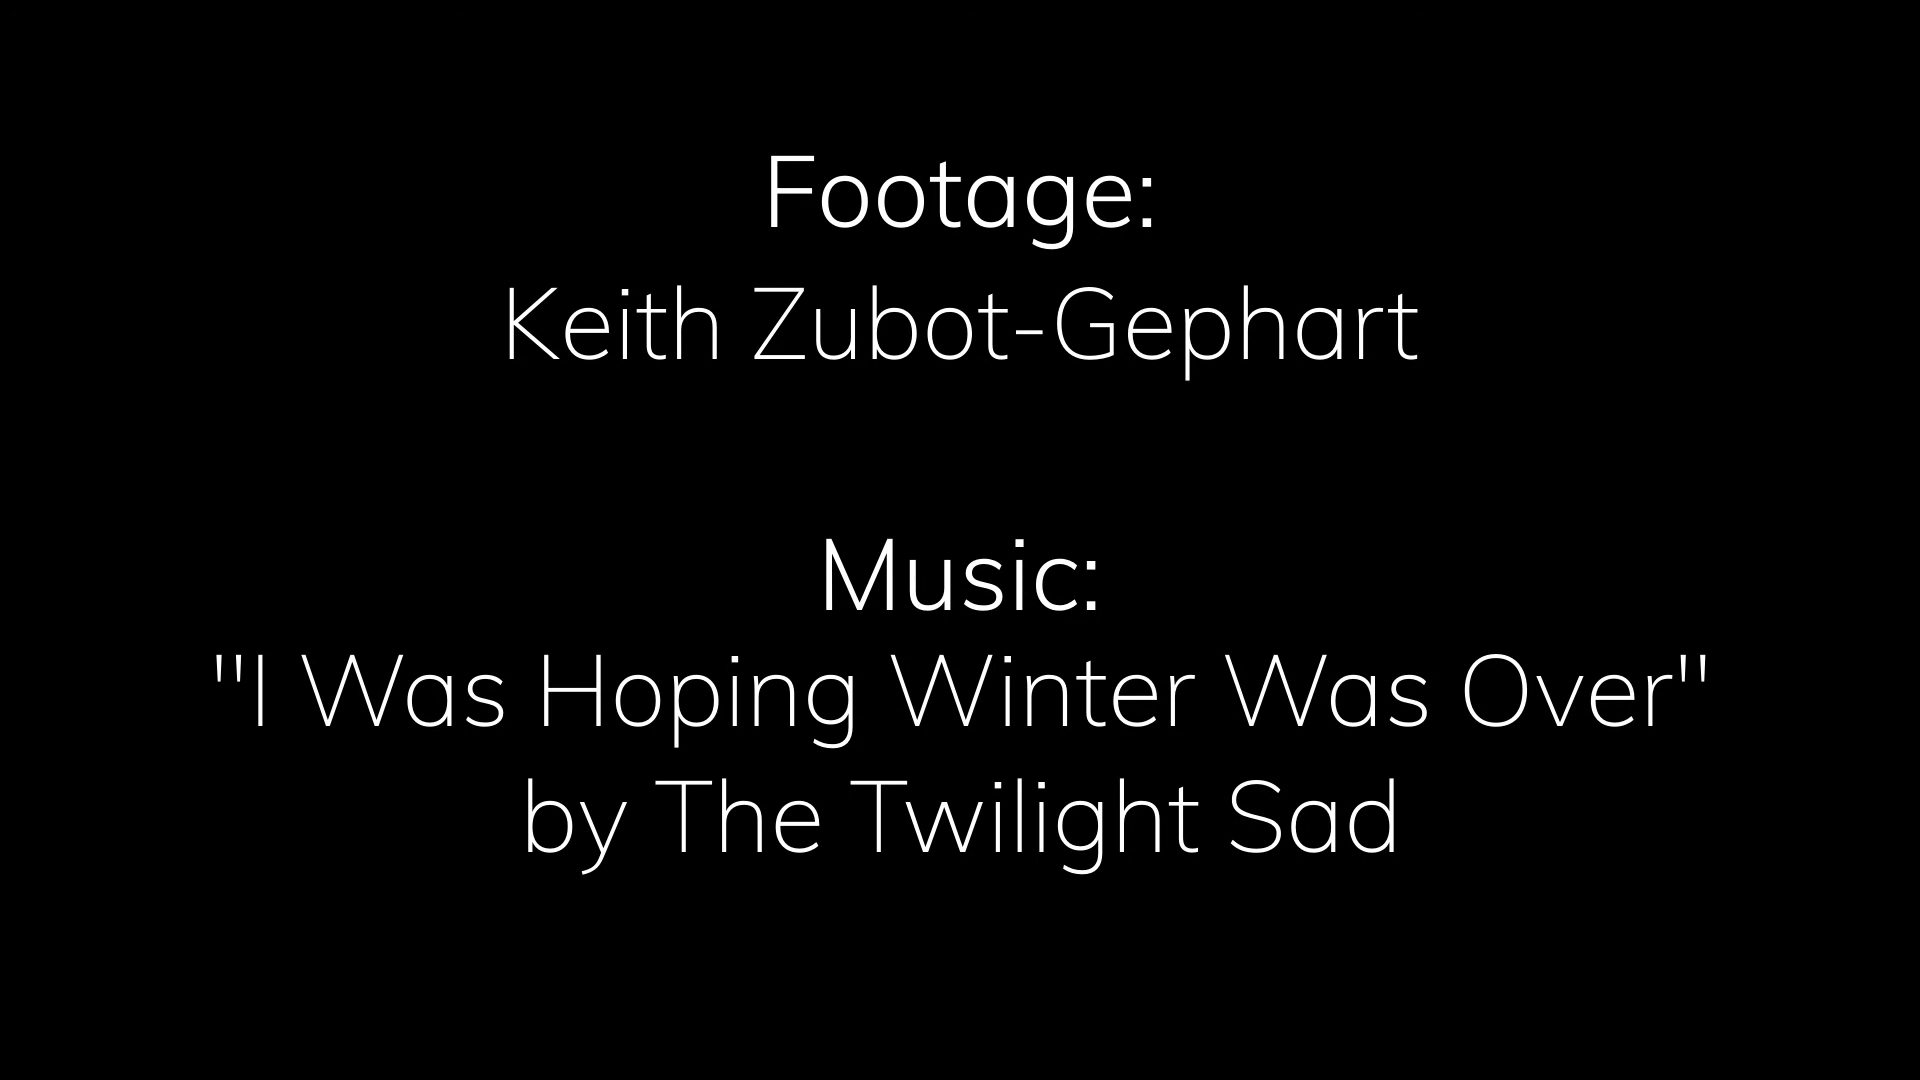 Footage:
Keith Zubot-Gephart
Music:
"I Was Hoping Winter Was Over"
by The Twilight Sad